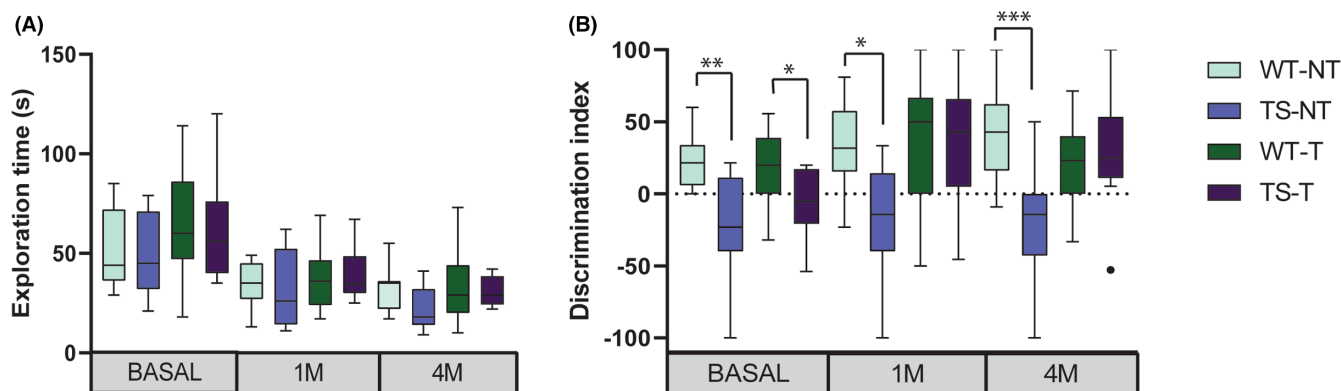 (A)
Exploration time (s)
150
100
50
0
BASAL 1M 4M
(B)
Discrimination index
100
50
0
-50
-100
** * * ***
BASAL 1M 4M
WT-NT
TS-NT
WT-T
TS-T